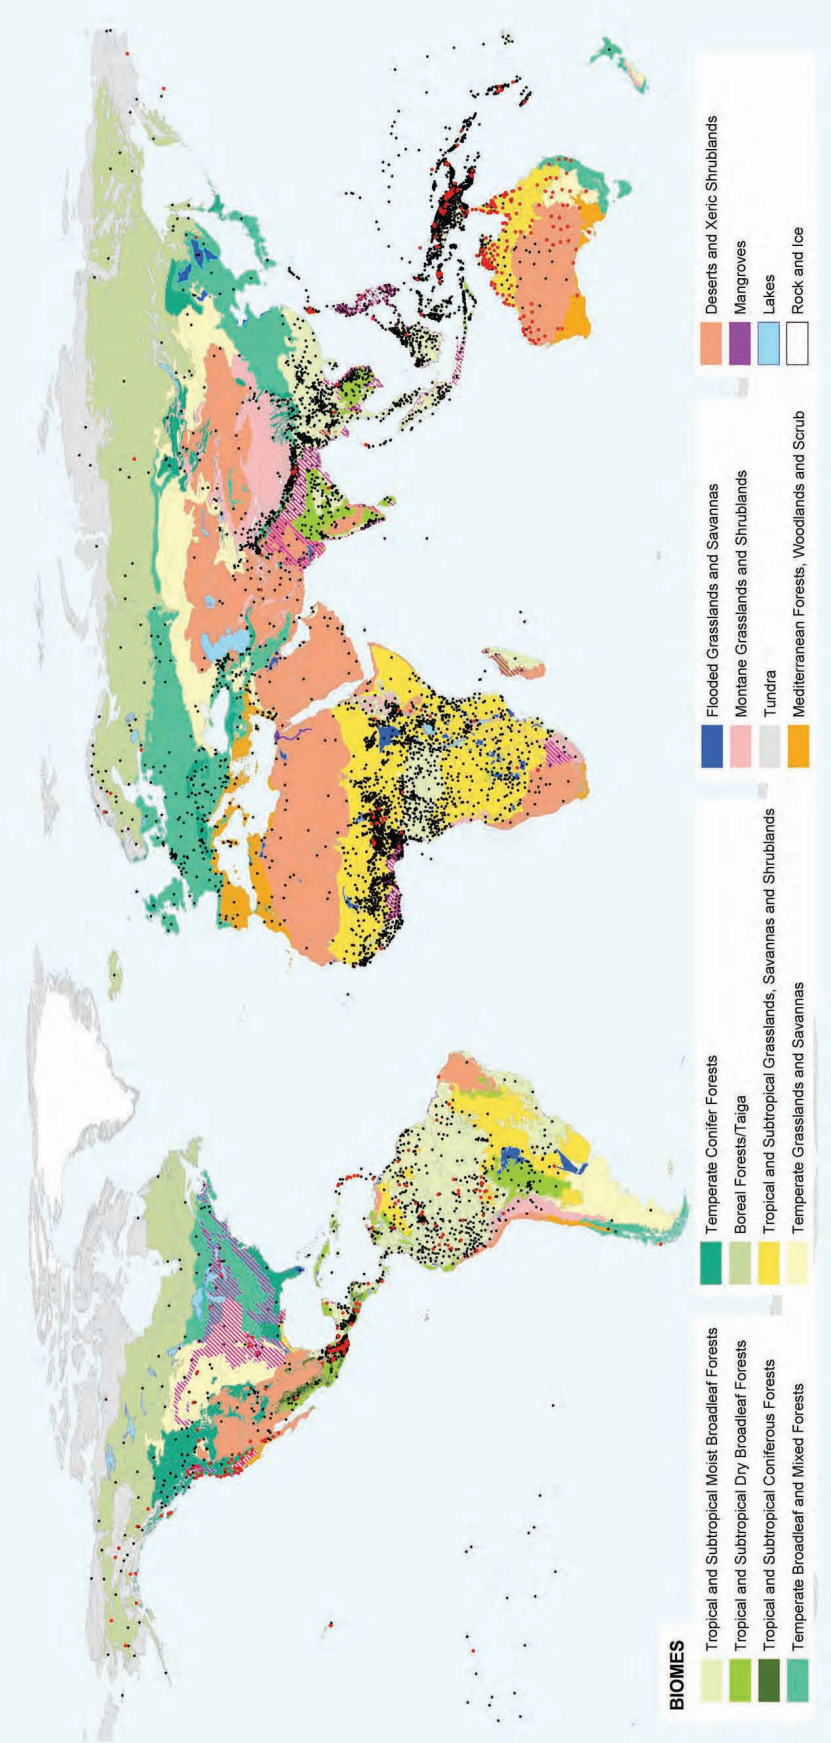 BIOMES
Tropical and Subtropical Moist Broadleaf Forests
Tropical and Subtropical Dry Broadleaf Forests
Tropical and Subtropical Coniferous Forests
Temperate Broadleaf and Mixed Forests
Temperate Conifer Forests
Boreal Forests/Taiga
Tropical and Subtropical Grasslands, Savannas and Shrublands
Temperate Grasslands and Savannas
Flooded Grasslands and Savannas
Montane Grasslands and Shrublands
Tundra
Mediterranean Forests, Woodlands and Scrub
Deserts and Xeric Shrublands
Mangroves
Lakes
Rock and Ice